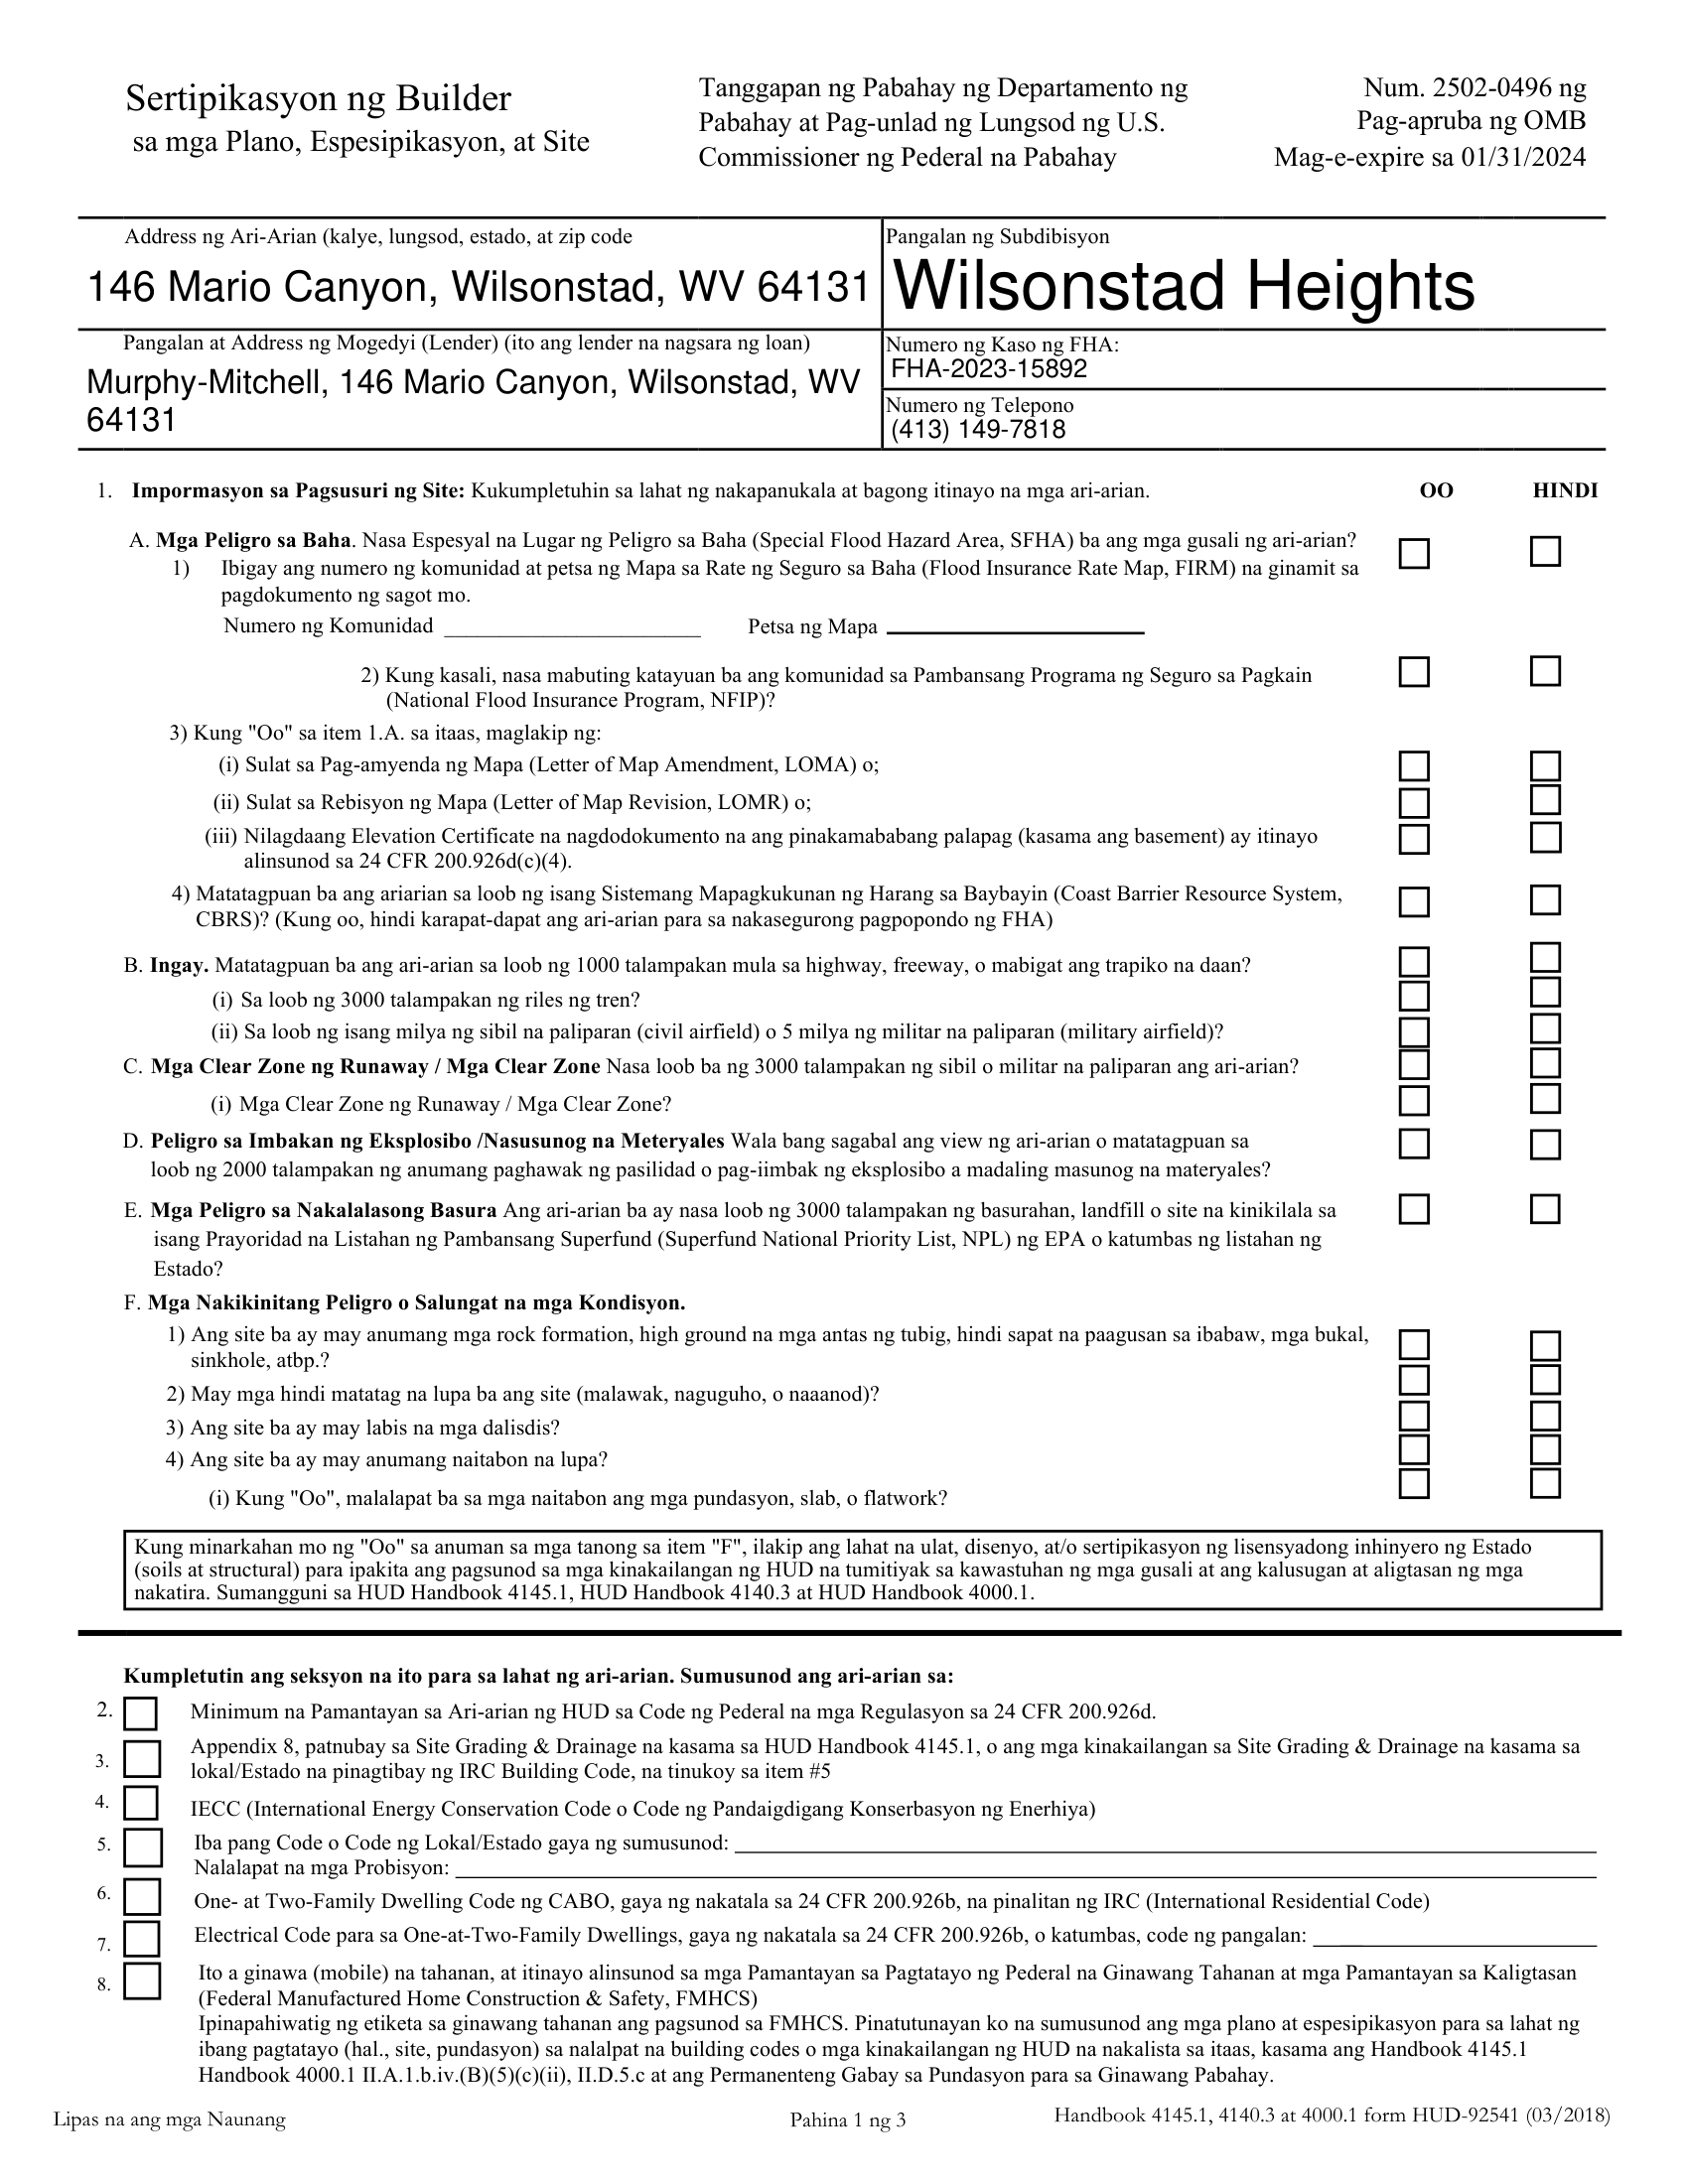 Sertipikasyon ng Builder
sa mga Plano, Espesipikasyon, at Site
Tanggapan ng Pabahay ng Departamento ng
Pabahay at Pag-unlad ng Lungsod ng U.S.
Commissioner ng Pederal na Pabahay
Num. 2502-0496 ng
Pag-apruba ng OMB
Mag-e-expire sa 01/31/2024
Address ng Ari-Arian (kalye, lungsod, estado, at zip code
146 Mario Canyon, Wilsonstad, WV 64131
Pangalan ng Subdibisyon
Wilsonstad Heights
Pangalan at Address ng Mogedyi (Lender) (ito ang lender na nagsara ng loan)
Murphy-Mitchell, 146 Mario Canyon, Wilsonstad, WV
64131
Numero ng Kaso ng FHA:
FHA-2023-15892
Numero ng Telepono
(413) 149-7818
1. Impormasyon sa Pagsusuri ng Site: Kukumpletuhin sa lahat ng nakapanukala at bagong itinayo na mga ari-arian. OO HINDI
A. Mga Peligro sa Baha. Nasa Espesyal na Lugar ng Peligro sa Baha (Special Flood Hazard Area, SFHA) ba ang mga gusali ng ari-arian?
1) Ibigay ang numero ng komunidad at petsa ng Mapa sa Rate ng Seguro sa Baha (Flood Insurance Rate Map, FIRM) na ginamit sa
pagdokumento ng sagot mo.
Numero ng Komunidad Petsa ng Mapa
2) Kung kasali, nasa mabuting katayuan ba ang komunidad sa Pambansang Programa ng Seguro sa Pagkain
(National Flood Insurance Program, NFIP)?
3) Kung "Oo" sa item 1.A. sa itaas, maglakip ng:
(i) Sulat sa Pag-amyenda ng Mapa (Letter of Map Amendment, LOMA) o;
(ii) Sulat sa Rebisyon ng Mapa (Letter of Map Revision, LOMR) o;
(iii) Nilagdaang Elevation Certificate na nagdodokumento na ang pinakamababang palapag (kasama ang basement) ay itinayo
alinsunod sa 24 CFR 200.926d(c)(4).
4) Matatagpuan ba ang ariarian sa loob ng isang Sistemang Mapagkukunan ng Harang sa Baybayin (Coast Barrier Resource System,
CBRS)? (Kung oo, hindi karapat-dapat ang ari-arian para sa nakasegurong pagpopondo ng FHA)
B. Ingay. Matatagpuan ba ang ari-arian sa loob ng 1000 talampakan mula sa highway, freeway, o mabigat ang trapiko na daan?
(i) Sa loob ng 3000 talampakan ng riles ng tren?
(ii) Sa loob ng isang milya ng sibil na paliparan (civil airfield) o 5 milya ng militar na paliparan (military airfield)?
C. Mga Clear Zone ng Runaway / Mga Clear Zone Nasa loob ba ng 3000 talampakan ng sibil o militar na paliparan ang ari-arian?
(i) Mga Clear Zone ng Runaway / Mga Clear Zone?
D. Peligro sa Imbakan ng Eksplosibo /Nasusunog na Meteryales Wala bang sagabal ang view ng ari-arian o matatagpuan sa
loob ng 2000 talampakan ng anumang paghawak ng pasilidad o pag-iimbak ng eksplosibo a madaling masunog na materyales?
E. Mga Peligro sa Nakalalasong Basura Ang ari-arian ba ay nasa loob ng 3000 talampakan ng basurahan, landfill o site na kinikilala sa
isang Prayoridad na Listahan ng Pambansang Superfund (Superfund National Priority List, NPL) ng EPA o katumbas ng listahan ng
Estado?
F. Mga Nakikinitang Peligro o Salungat na mga Kondisyon.
1) Ang site ba ay may anumang mga rock formation, high ground na mga antas ng tubig, hindi sapat na paagusan sa ibabaw, mga bukal,
sinkhole, atbp.?
2) May mga hindi matatag na lupa ba ang site (malawak, naguguho, o naaanod)?
3) Ang site ba ay may labis na mga dalisdis?
4) Ang site ba ay may anumang naitabon na lupa?
(i) Kung "Oo", malalapat ba sa mga naitabon ang mga pundasyon, slab, o flatwork?
Kung minarkahan mo ng "Oo" sa anuman sa mga tanong sa item "F", ilakip ang lahat na ulat, disenyo, at/o sertipikasyon ng lisensyadong inhinyero ng Estado
(soils at structural) para ipakita ang pagsunod sa mga kinakailangan ng HUD na tumitiyak sa kawastuhan ng mga gusali at ang kalusugan at aligtasan ng mga
nakatira. Sumangguni sa HUD Handbook 4145.1, HUD Handbook 4140.3 at HUD Handbook 4000.1.
Kumpletutin ang seksyon na ito para sa lahat ng ari-arian. Sumusunod ang ari-arian sa:
2. Minimum na Pamantayan sa Ari-arian ng HUD sa Code ng Pederal na mga Regulasyon sa 24 CFR 200.926d.
3. Appendix 8, patnubay sa Site Grading & Drainage na kasama sa HUD Handbook 4145.1, o ang mga kinakailangan sa Site Grading & Drainage na kasama sa
lokal/Estado na pinagtibay ng IRC Building Code, na tinukoy sa item #5
4. IECC (International Energy Conservation Code o Code ng Pandaigdigang Konserbasyon ng Enerhiya)
5. Iba pang Code o Code ng Lokal/Estado gaya ng sumusunod:
Nalalapat na mga Probisyon:
6. One- at Two-Family Dwelling Code ng CABO, gaya ng nakatala sa 24 CFR 200.926b, na pinalitan ng IRC (International Residential Code)
7. Electrical Code para sa One-at-Two-Family Dwellings, gaya ng nakatala sa 24 CFR 200.926b, o katumbas, code ng pangalan:
8. Ito a ginawa (mobile) na tahanan, at itinayo alinsunod sa mga Pamantayan sa Pagtatayo ng Pederal na Ginawang Tahanan at mga Pamantayan sa Kaligtasan
(Federal Manufactured Home Construction & Safety, FMHCS)
Ipinapahiwatig ng etiketa sa ginawang tahanan ang pagsunod sa FMHCS. Pinatutunayan ko na sumusunod ang mga plano at espesipikasyon para sa lahat ng
ibang pagtatayo (hal., site, pundasyon) sa nalalpat na building codes o mga kinakailangan ng HUD na nakalista sa itaas, kasama ang Handbook 4145.1
Handbook 4000.1 II.A.1.b.iv.(B)(5)(c)(ii), II.D.5.c at ang Permanenteng Gabay sa Pundasyon para sa Ginawang Pabahay.
Lipas na ang mga Naunang
Pahina 1 ng 3
Handbook 4145.1, 4140.3 at 4000.1 form HUD-92541 (03/2018)